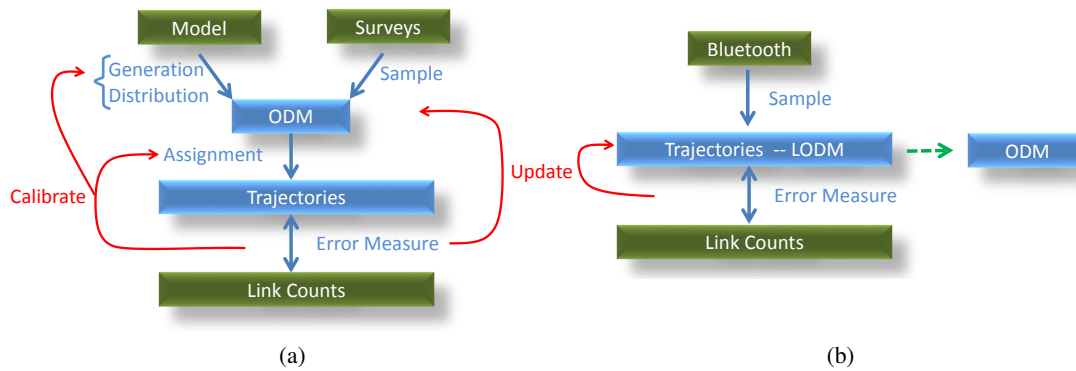 Model
Surveys
Generation
Distribution
Sample
ODM
Assignment
Calibrate
Trajectories
Update
Error Measure
Link Counts
(a)
Bluetooth
Sample
Trajectories -- LODM
ODM
Error Measure
Link Counts
(b)